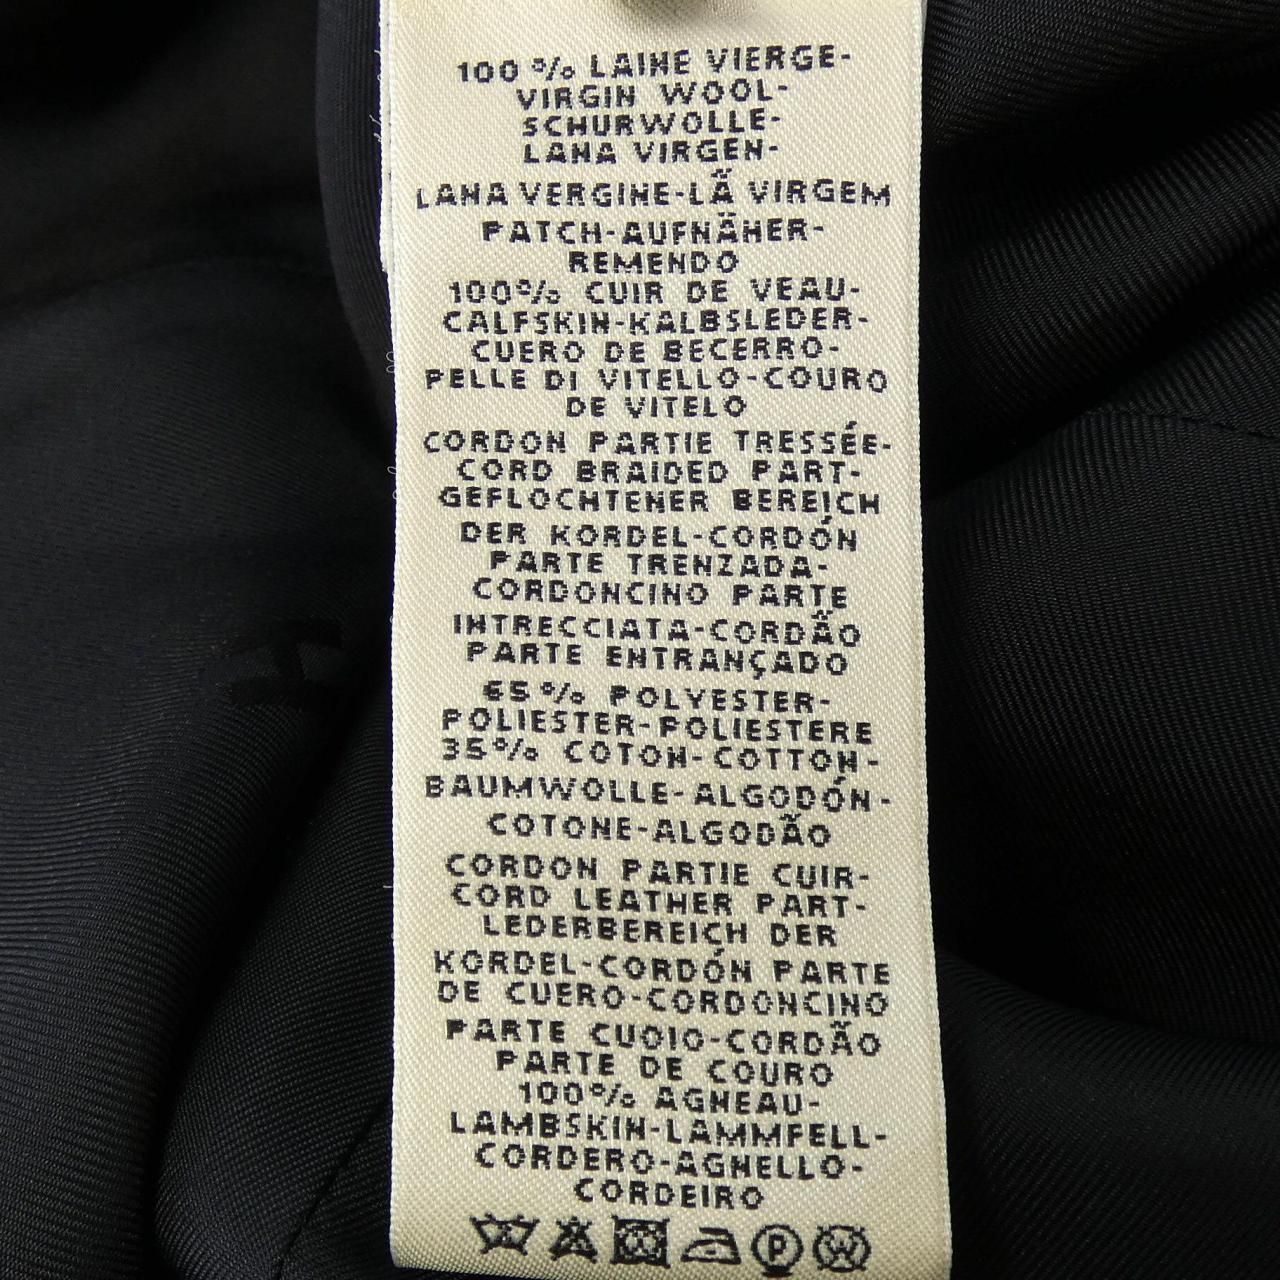 100 % LAINE VIERGE-
VIRGIN WOOL-
SCHURWOLLE-
LANA VIRGEN-
LANA VERGINE-LÃ VIRGEM
PATCH-AUFNÄHER-
REMENDO
100% CUIR DE VEAU-
CALFSKIN-KALBSLEDER-
CUERO DE BECERRO-
PELLE DI VITELLO-COURO
DE VITELO
CORDON PARTIE TRESSÉE-
CORD BRAIDED PART-
GEFLOCHTENER BEREICH
DER KORDEL-CORDÓN
PARTE TRENZADA-
CORDONCINO PARTE
INTRECCIATA-CORDÃO
PARTE ENTRANÇADO
65 % POLYESTER-
POLIESTER-POLIESTERE
35% COTON-COTTON-
BAUMWOLLE-ALGODÓN-
COTONE-ALGODÃO
CORDON PARTIE CUIR-
CORD LEATHER PART-
LEDERBEREICH DER
KORDEL-CORDÓN PARTE
DE CUERO-CORDONCINO
PARTE CUOIO-CORDÃO
PARTE DE COURO
100% AGNEAU-
LAMBSKIN-LAMMFELL-
CORDERO-AGNELLO-
CORDEIRO
P W